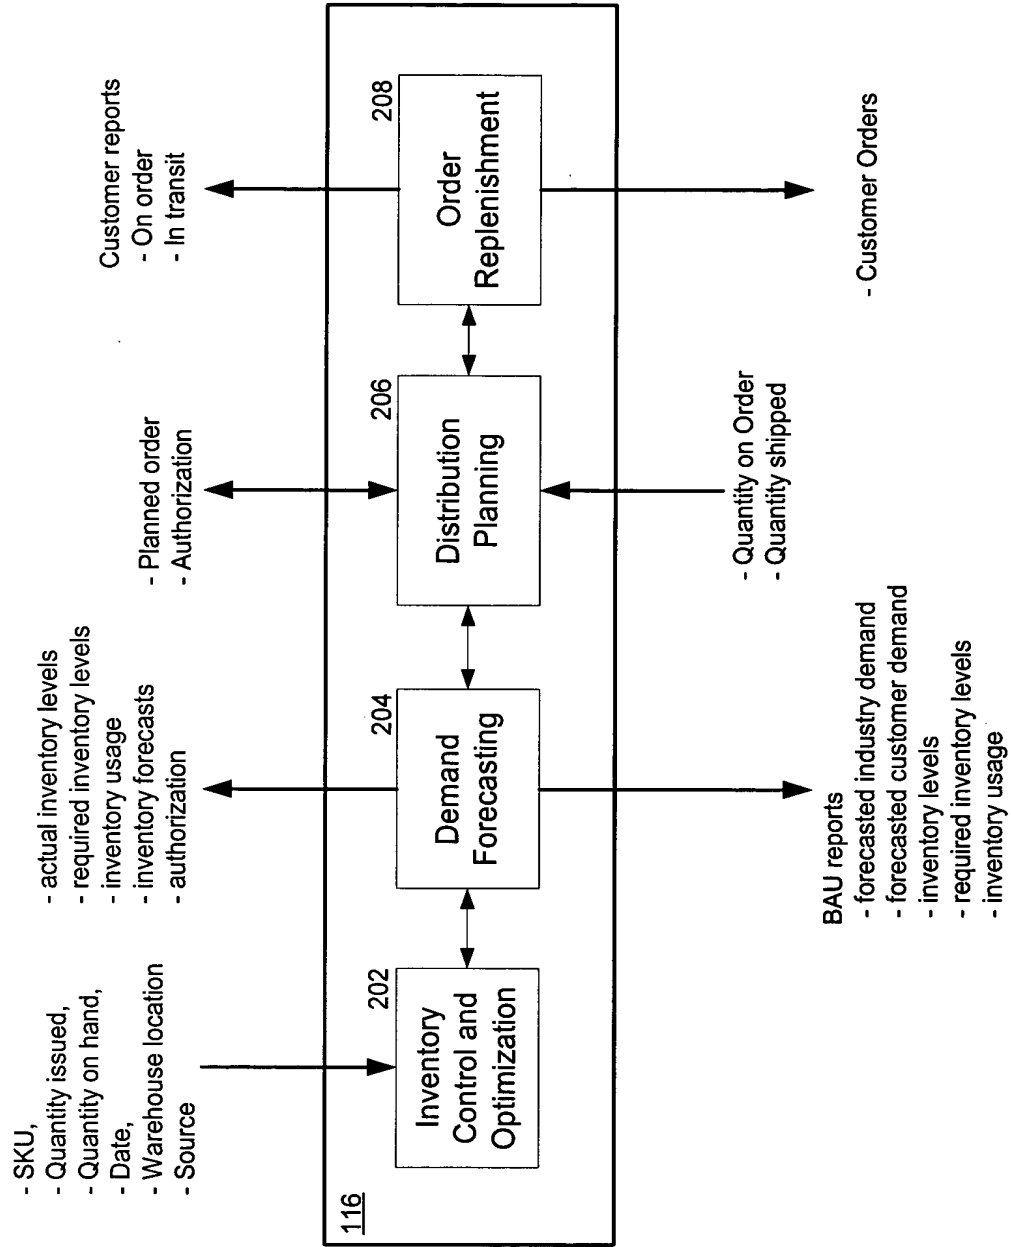 - SKU,
- Quantity issued,
- Quantity on hand,
- Date,
- Warehouse location
- Source
- actual inventory levels
- required inventory levels
- inventory usage
- inventory forecasts
- authorization
- Planned order
- Authorization
Customer reports
- On order
- In transit
116
202
Inventory
Control and
Optimization
204
Demand
Forecasting
206
Distribution
Planning
208
Order
Replenishment
BAU reports
- forecasted industry demand
- forecasted customer demand
- inventory levels
- required inventory levels
- inventory usage
- Quantity on Order
- Quantity shipped
- Customer Orders